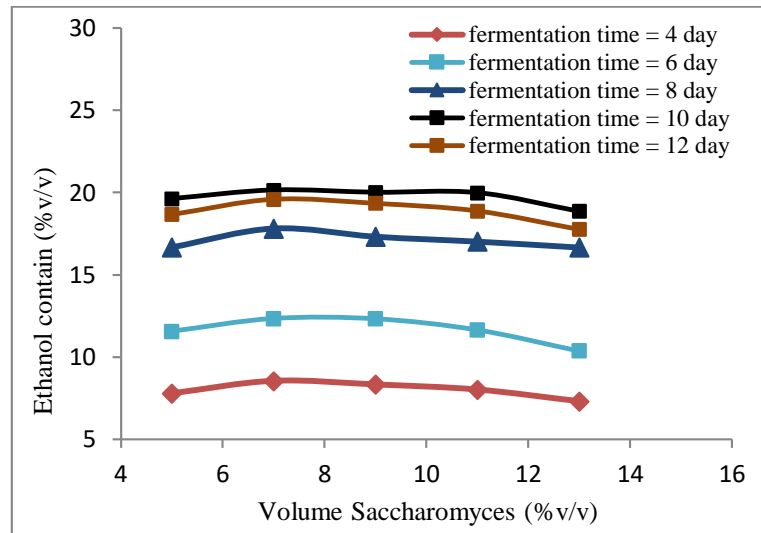 30
25
20
15
10
5
4
6
8
10
12
14
16
Ethanol contain (%v/v)
Volume Saccharomyces (%v/v)
fermentation time = 4 day
fermentation time = 6 day
fermentation time = 8 day
fermentation time = 10 day
fermentation time = 12 day